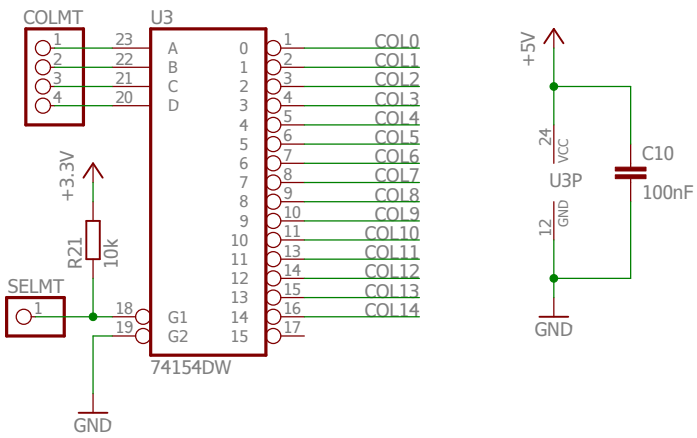 COLMT U3
1 23 A 0 1 COL0
2 22 B 1 2 COL1
3 21 C 2 3 COL2
4 20 D 3 4 COL3
4 5 COL4
5 6 COL5
6 7 COL6
7 8 COL7
8 9 COL8
9 10 COL9
10 11 COL10
11 13 COL11
12 14 COL12
13 15 COL13
14 16 COL14
15 17
+3.3V
R21
10k
SELMT
1 18 G1
19 G2
74154DW
GND
+5V
24
VCC
U3P
12
GND
C10
100nF
GND